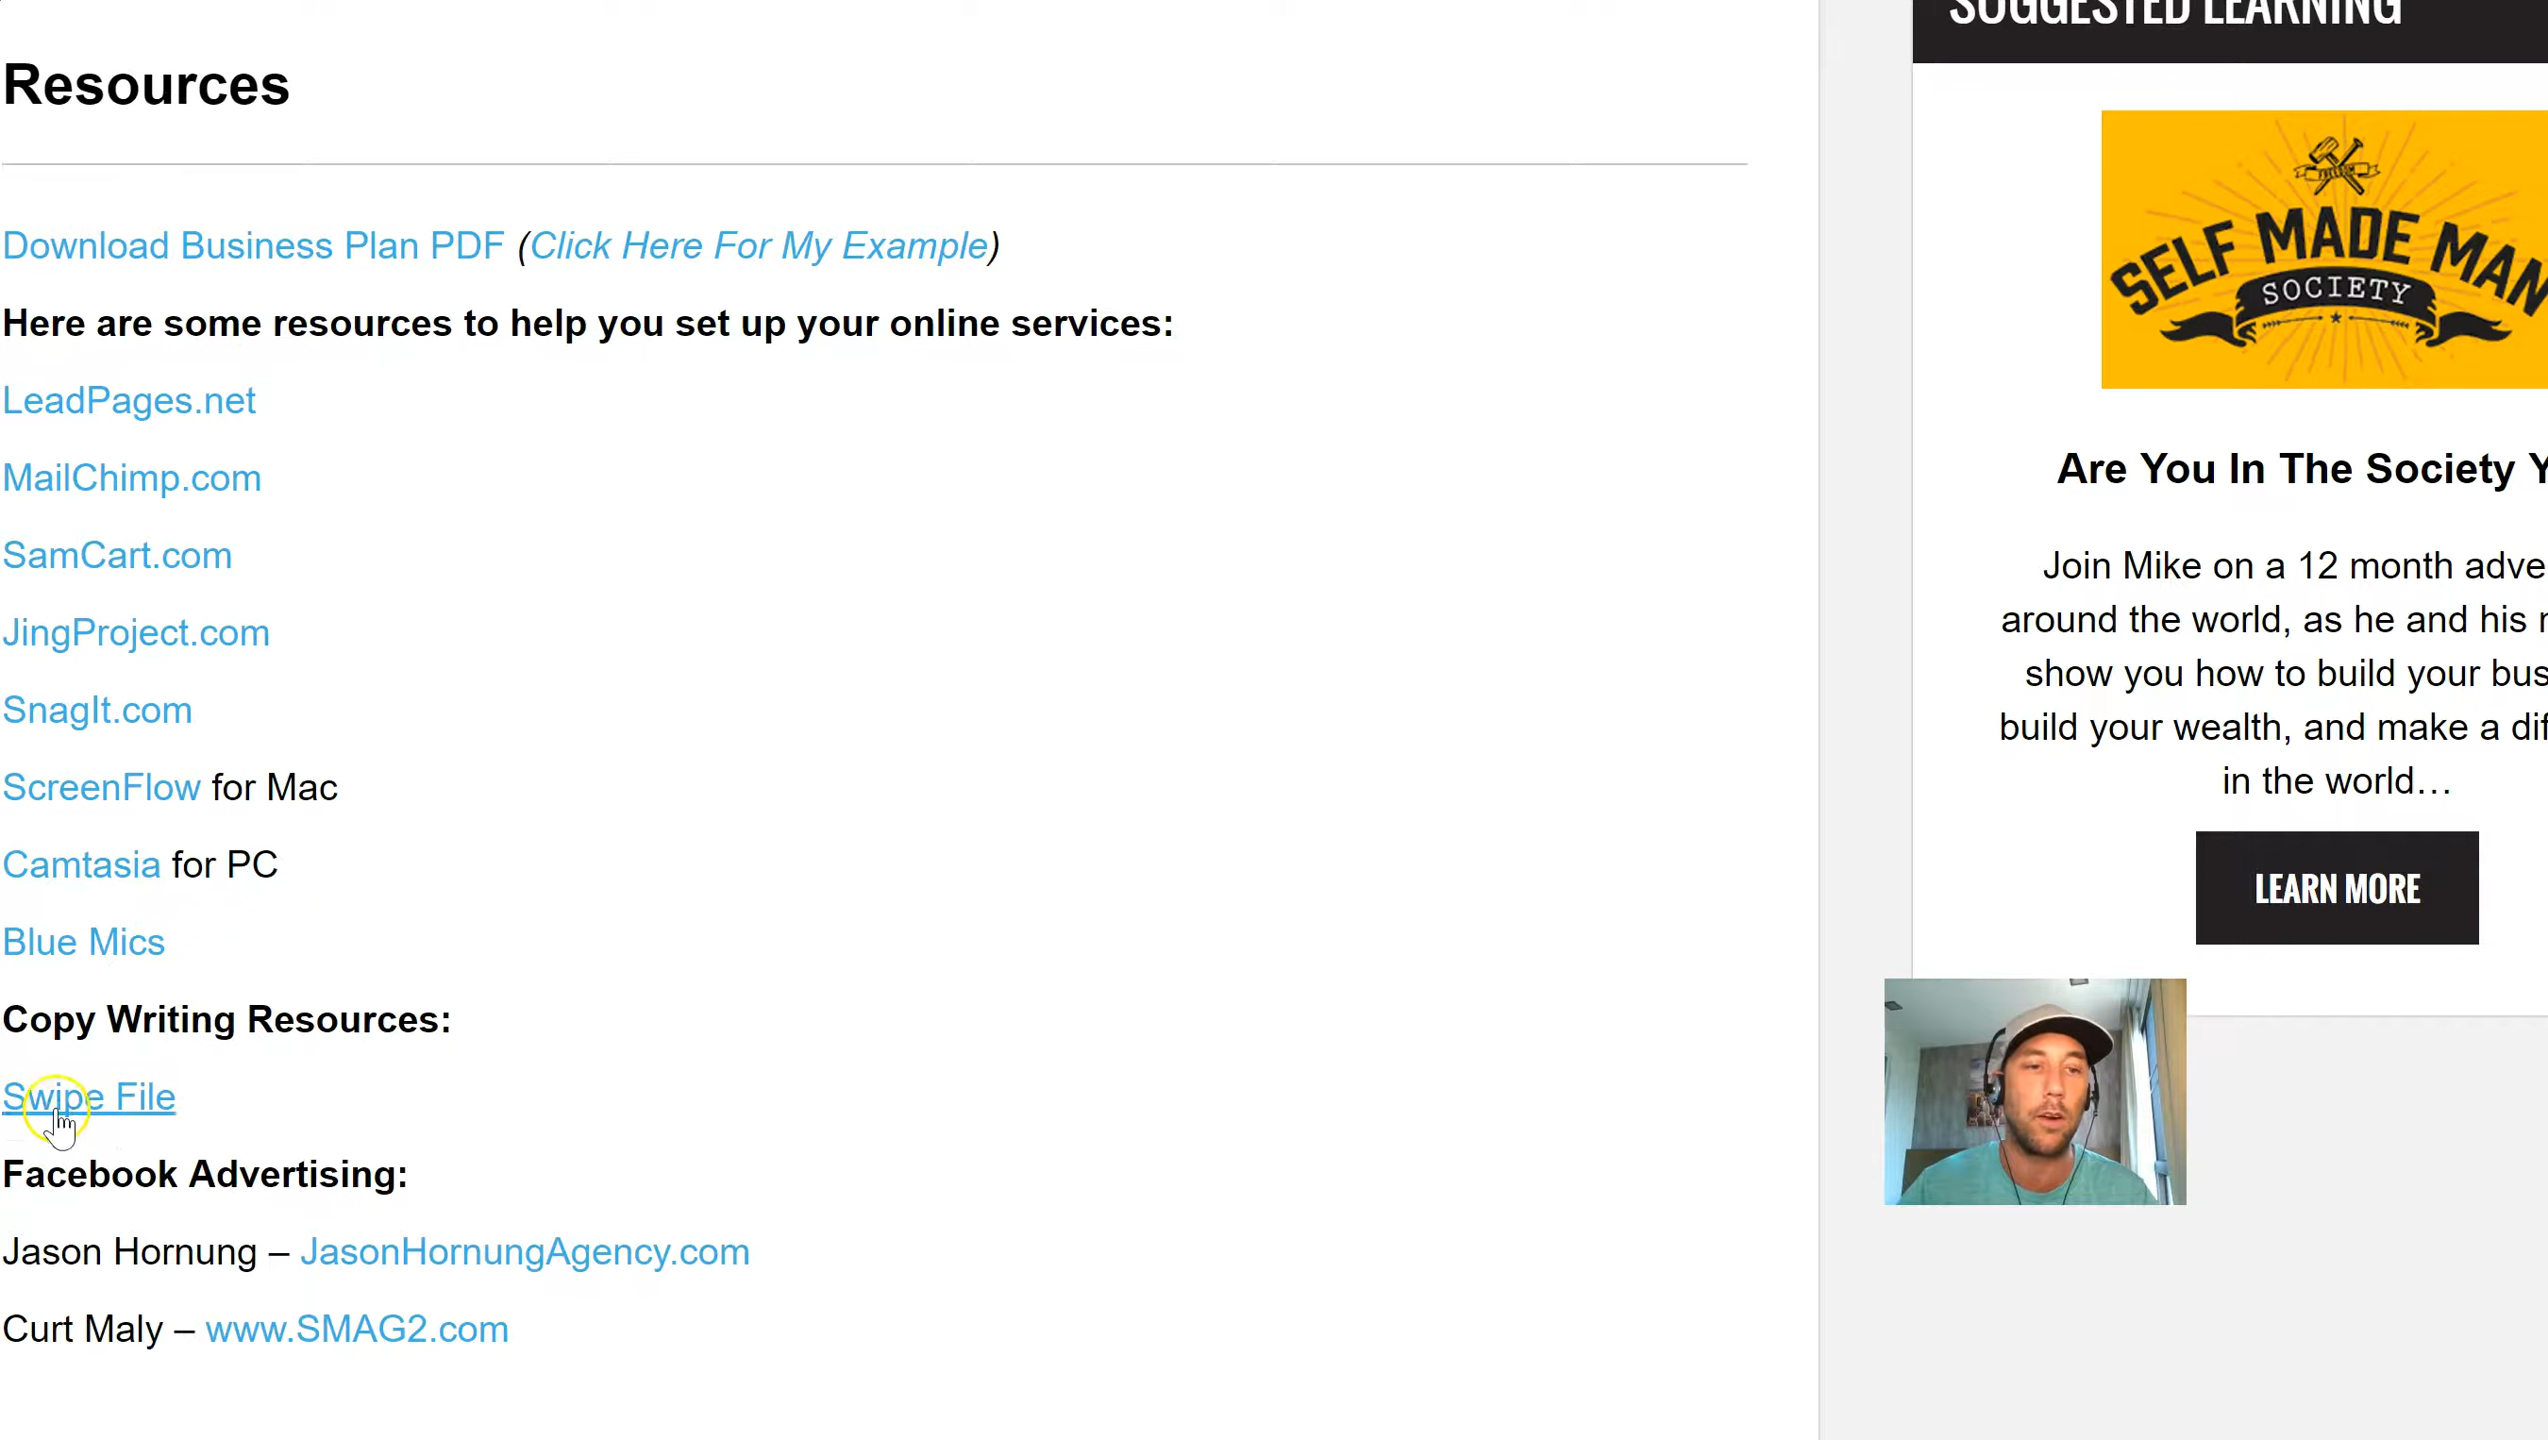 Resources
Download Business Plan PDF (Click Here For My Example)
Here are some resources to help you set up your online services:
LeadPages.net
MailChimp.com
SamCart.com
JingProject.com
SnagIt.com
ScreenFlow for Mac
Camtasia for PC
Blue Mics
Copy Writing Resources:
Swipe File
Facebook Advertising:
Jason Hornung – JasonHornungAgency.com
Curt Maly – www.SMAG2.com
SUGGESTED LEARNING
FREEDOM
SELF MADE MAN
SOCIETY
Are You In The Society Y
Join Mike on a 12 month adve
around the world, as he and his
show you how to build your bus
build your wealth, and make a dif
in the world…
LEARN MORE